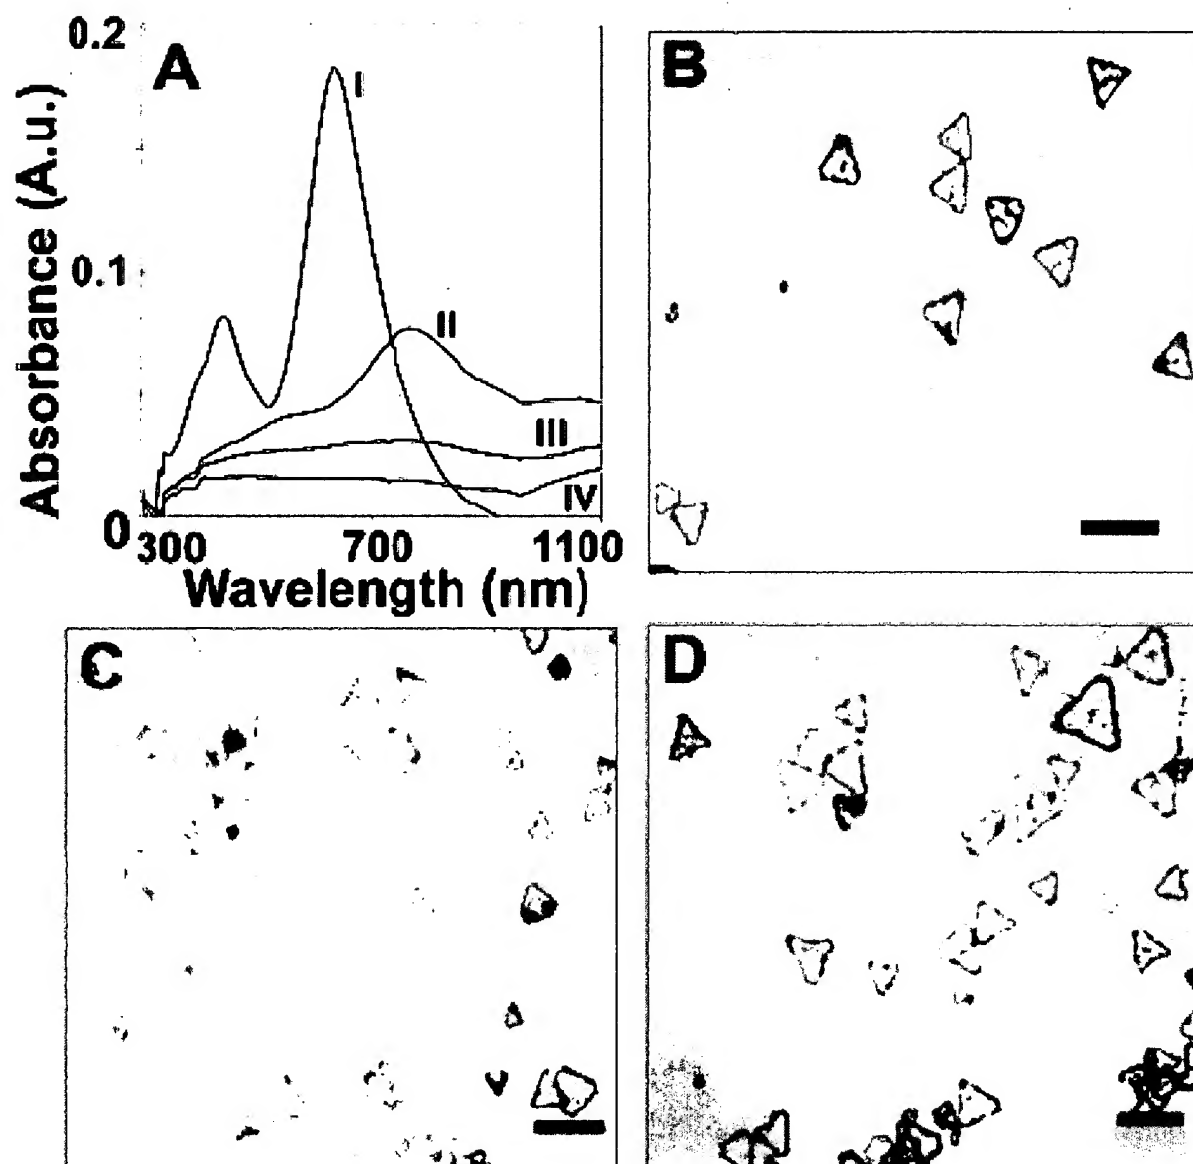 0.2
A
I
Absorbance (A.u.)
0.1
II
III
IV
0
300 700 1100
Wavelength (nm)
B
C
D